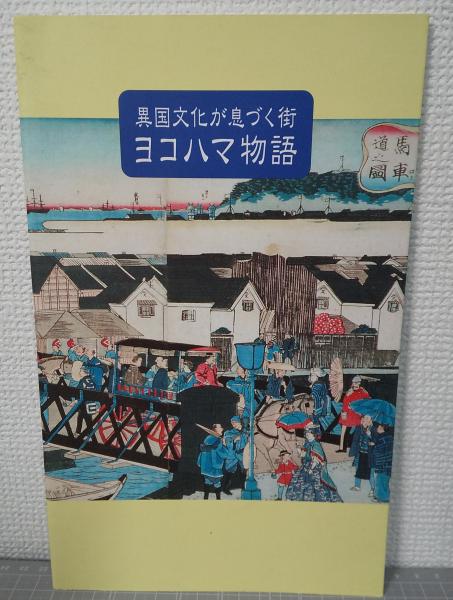 異国文化が息づく街
ヨコハマ物語
馬車
道之図